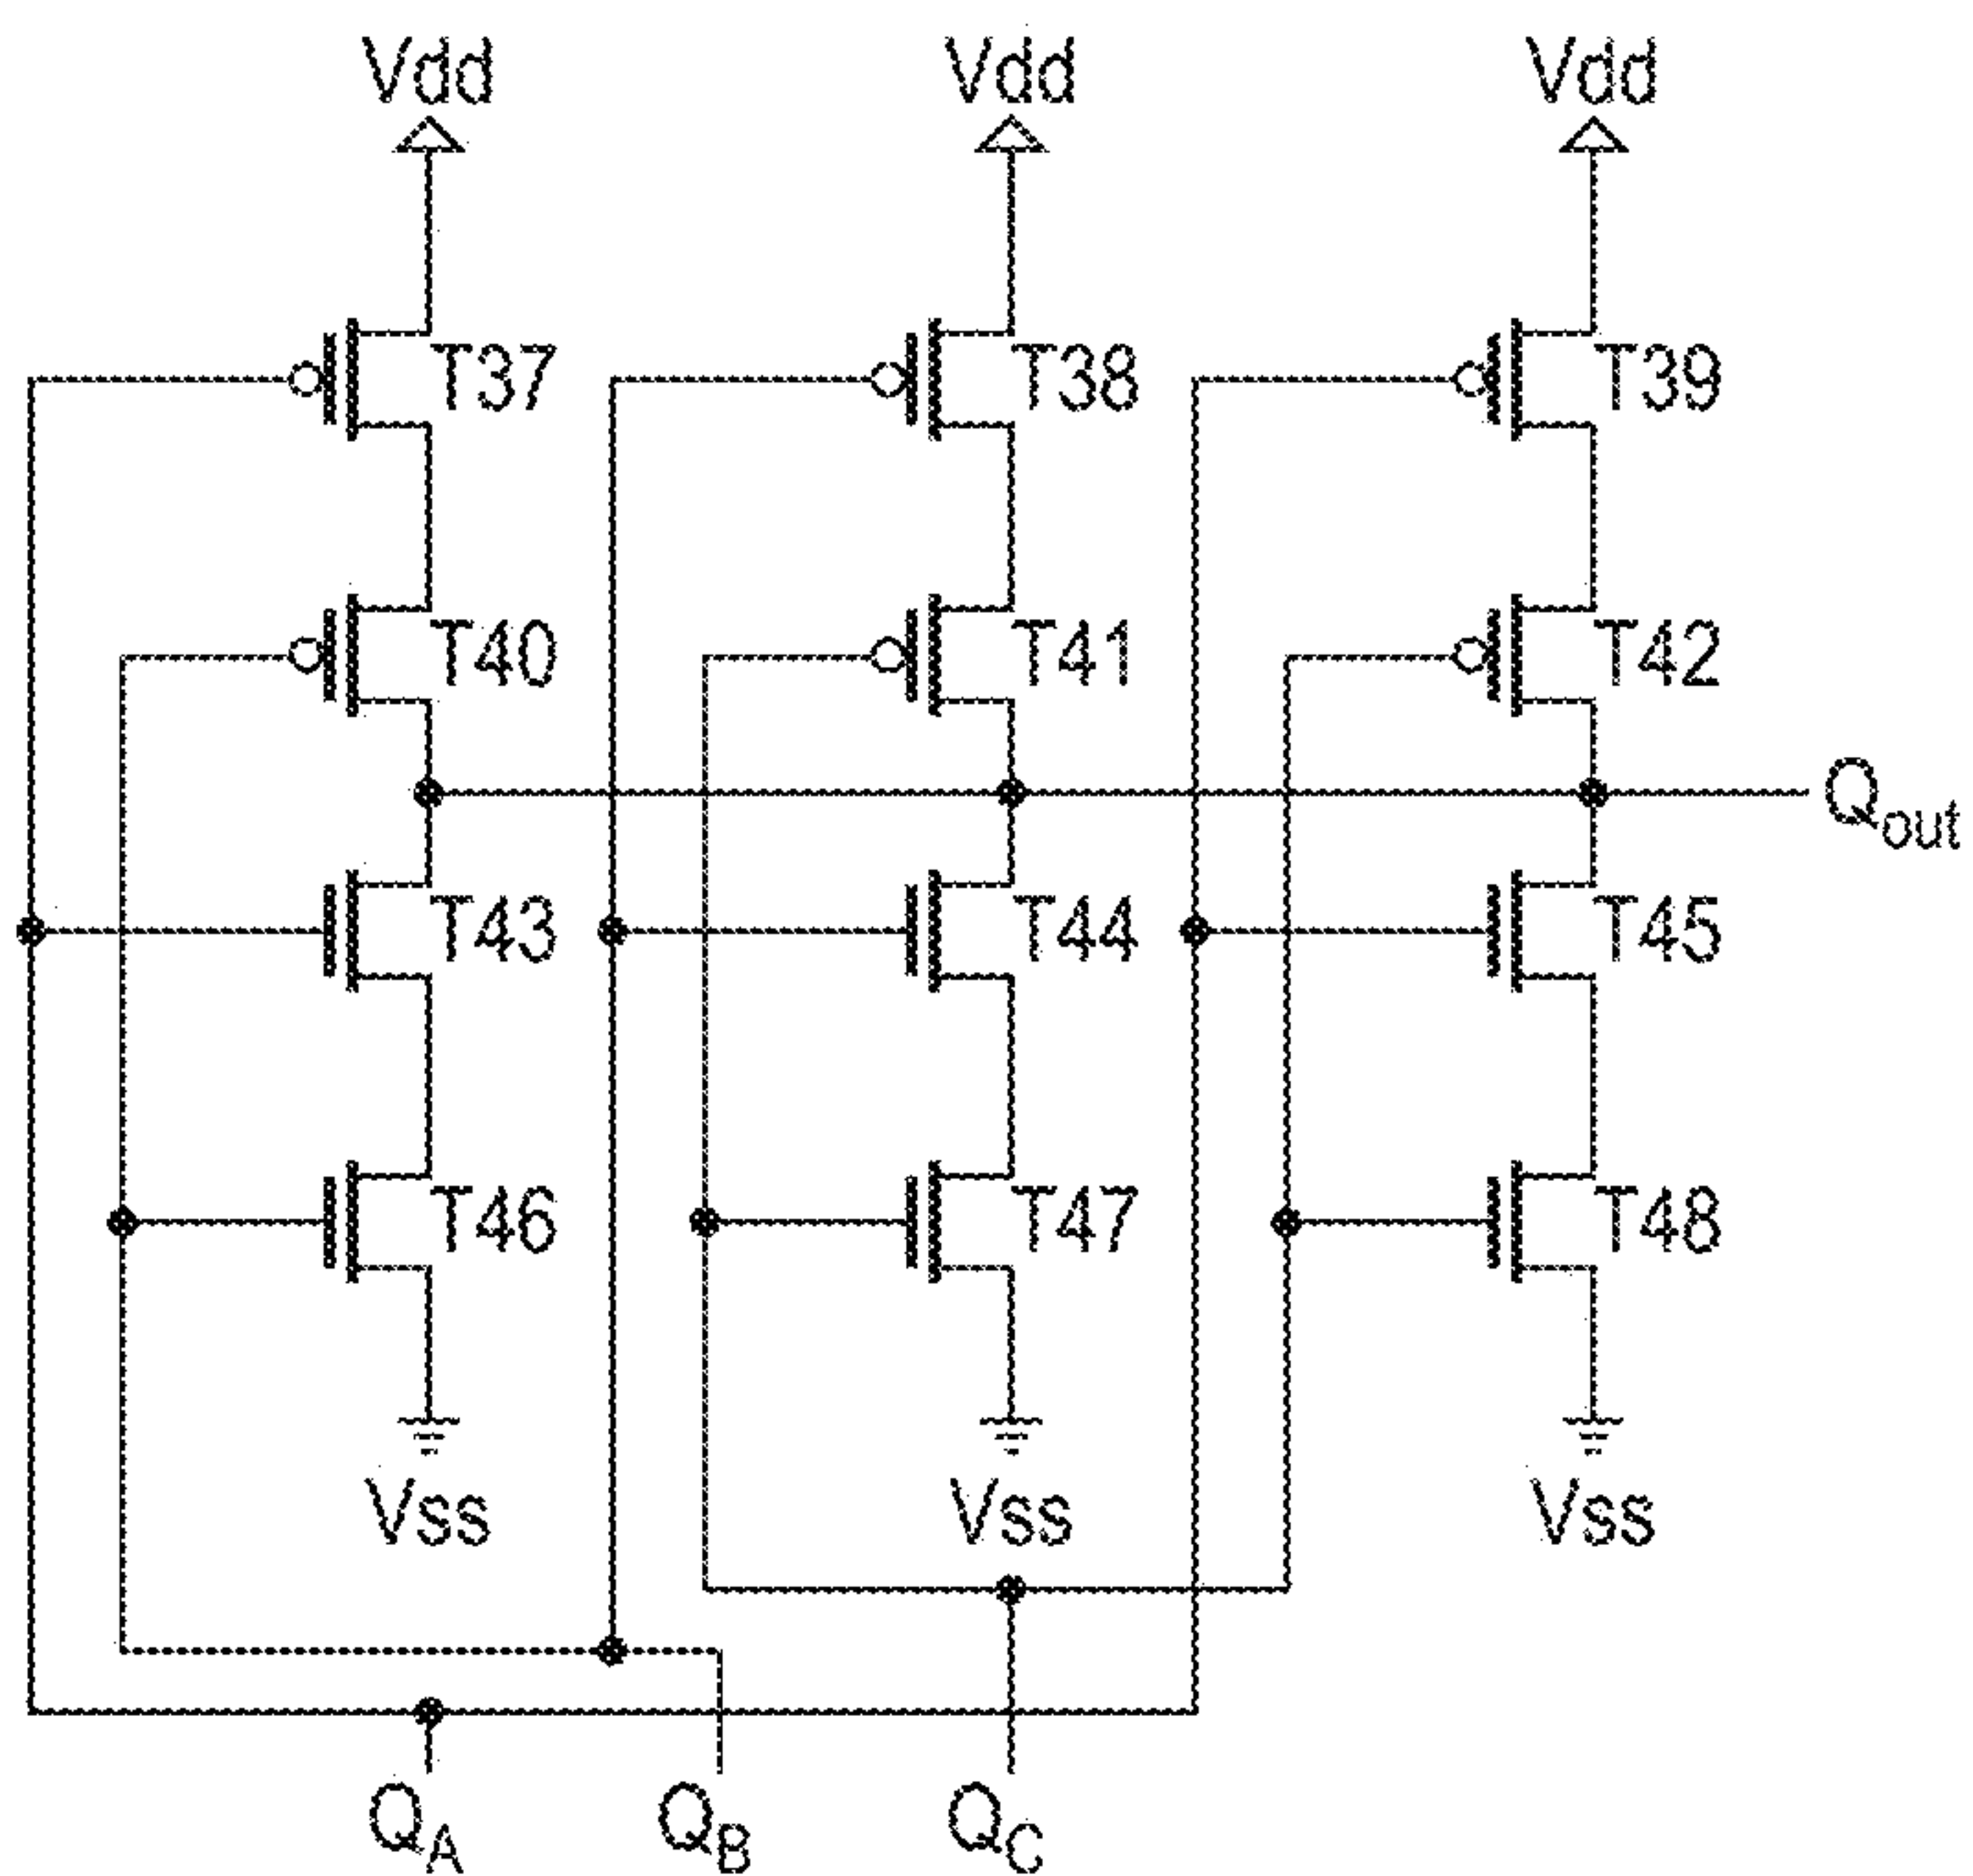 Vdd Vdd Vdd
T37 T38 T39
T40 T41 T42
Qout
T43 T44 T45
T46 T47 T48
Vss Vss Vss
QA QB QC